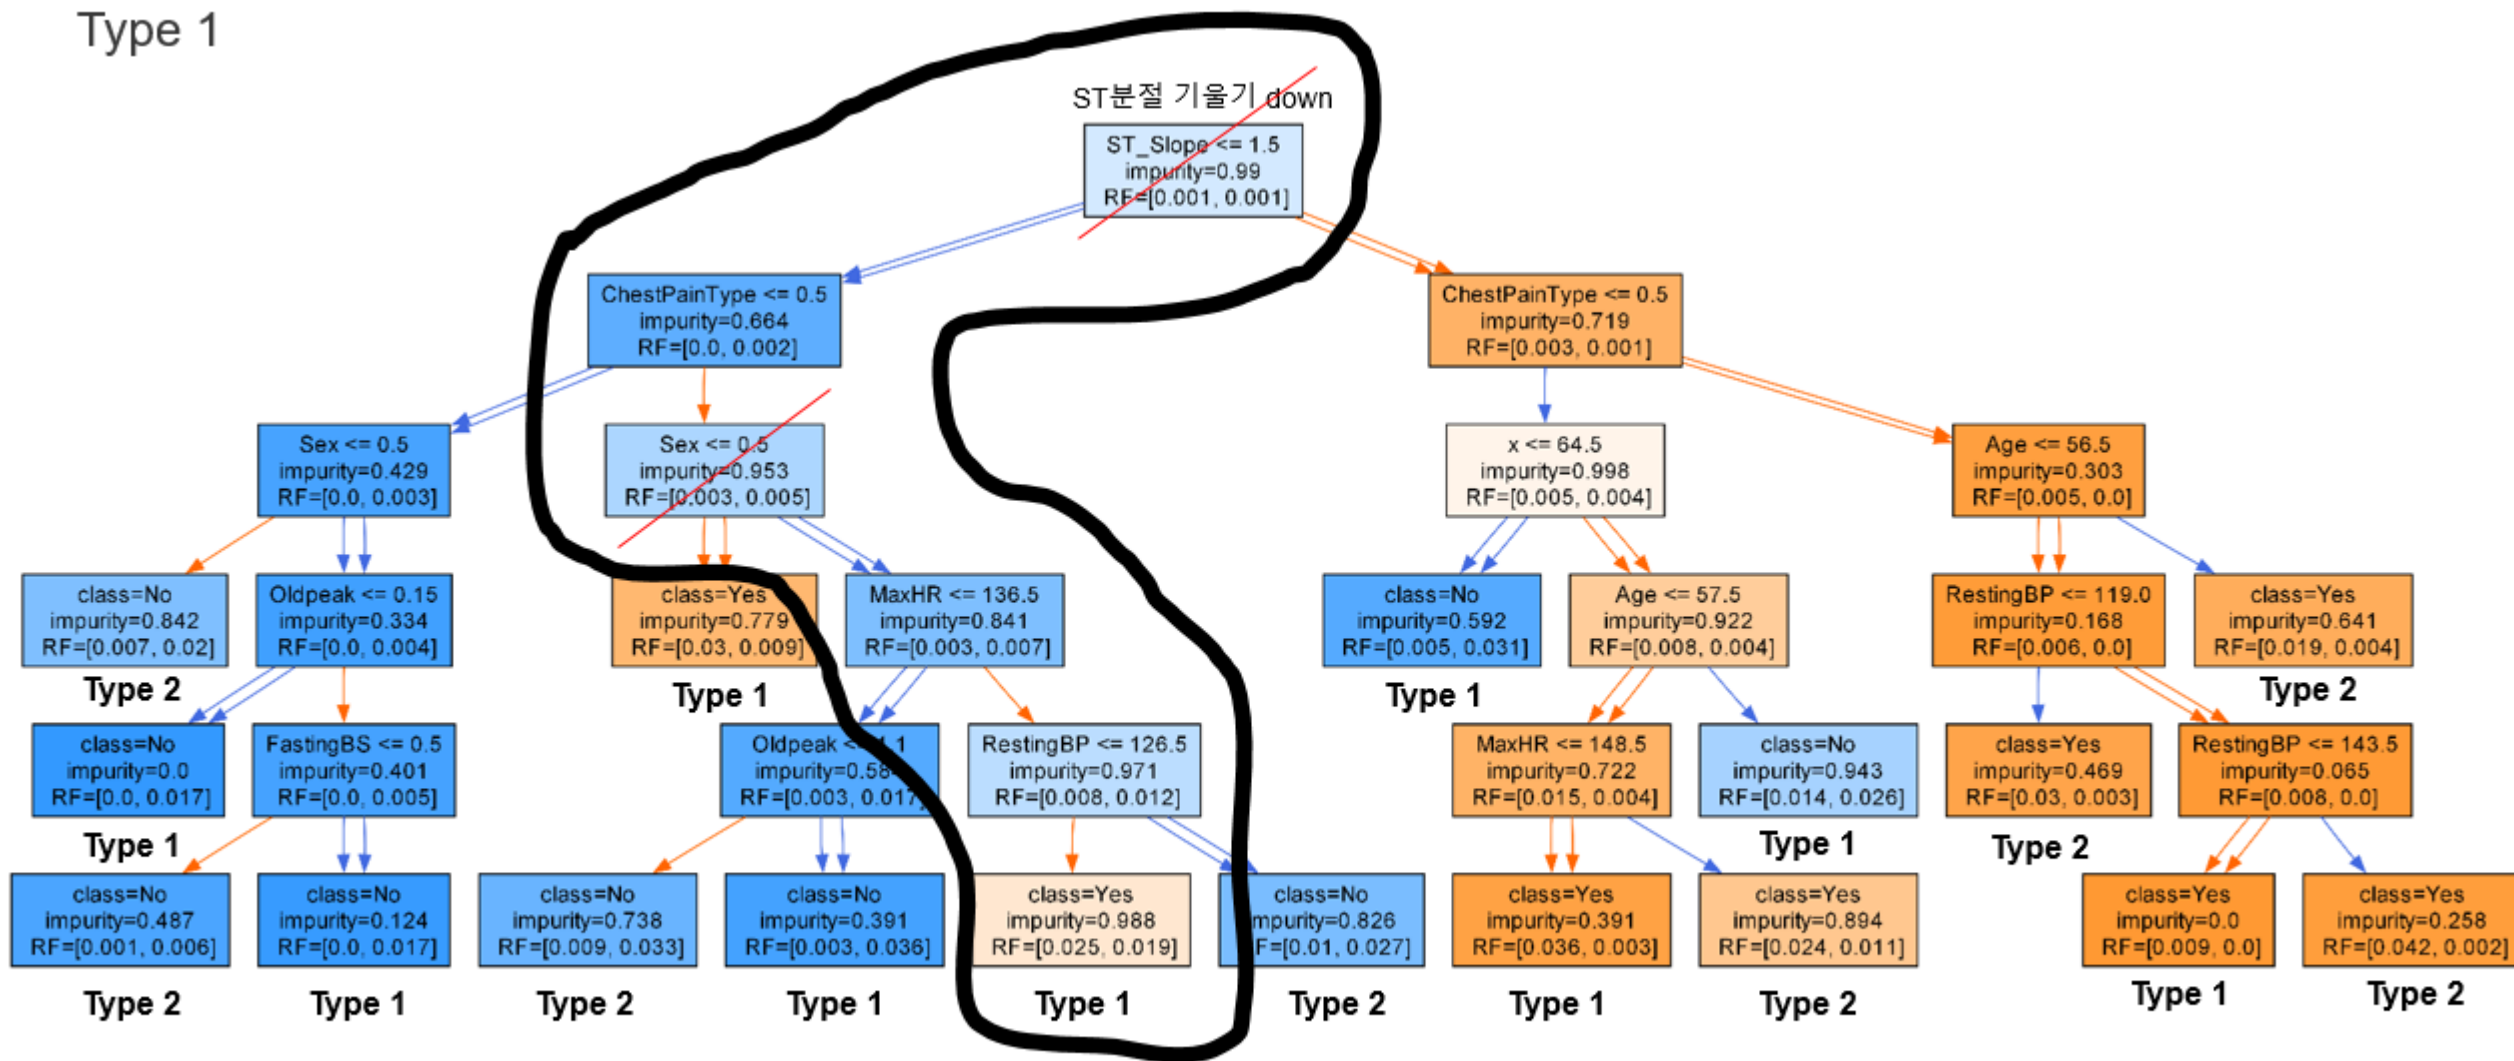 Type 1
ST분절 기울기 down
ST_Slope <= 1.5
impurity=0.99
RF=[0.001, 0.001]
ChestPainType <= 0.5
impurity=0.664
RF=[0.0, 0.002]
ChestPainType <= 0.5
impurity=0.719
RF=[0.003, 0.001]
Sex <= 0.5
impurity=0.429
RF=[0.0, 0.003]
Sex <= 0.5
impurity=0.953
RF=[0.003, 0.005]
x <= 64.5
impurity=0.998
RF=[0.005, 0.004]
Age <= 56.5
impurity=0.303
RF=[0.005, 0.0]
class=No
impurity=0.842
RF=[0.007, 0.02]
Type 2
Oldpeak <= 0.15
impurity=0.334
RF=[0.0, 0.004]
class=Yes
impurity=0.779
RF=[0.03, 0.009]
Type 1
MaxHR <= 136.5
impurity=0.841
RF=[0.003, 0.007]
class=No
impurity=0.592
RF=[0.005, 0.031]
Type 1
Age <= 57.5
impurity=0.922
RF=[0.008, 0.004]
RestingBP <= 119.0
impurity=0.168
RF=[0.006, 0.0]
class=Yes
impurity=0.641
RF=[0.019, 0.004]
Type 2
class=No
impurity=0.0
RF=[0.0, 0.017]
Type 1
FastingBS <= 0.5
impurity=0.401
RF=[0.0, 0.005]
Oldpeak
RF=[0.003, 0.017]
RestingBP <= 126.5
impurity=0.971
RF=[0.008, 0.012]
MaxHR <= 148.5
impurity=0.722
RF=[0.015, 0.004]
class=No
impurity=0.943
RF=[0.014, 0.026]
Type 1
class=Yes
impurity=0.469
RF=[0.03, 0.003]
Type 2
RestingBP <= 143.5
impurity=0.065
RF=[0.008, 0.0]
class=No
impurity=0.487
RF=[0.001, 0.006]
Type 2
class=No
impurity=0.124
RF=[0.0, 0.017]
Type 1
class=No
impurity=0.738
RF=[0.009, 0.033]
Type 2
class=No
impurity=0.391
RF=[0.003, 0.036]
Type 1
class=Yes
impurity=0.988
RF=[0.025, 0.019]
Type 1
class=No
impurity=0.826
RF=[0.01, 0.027]
Type 2
class=Yes
impurity=0.391
RF=[0.036, 0.003]
Type 1
class=Yes
impurity=0.894
RF=[0.024, 0.011]
Type 2
class=Yes
impurity=0.0
RF=[0.009, 0.0]
Type 1
class=Yes
impurity=0.258
RF=[0.042, 0.002]
Type 2